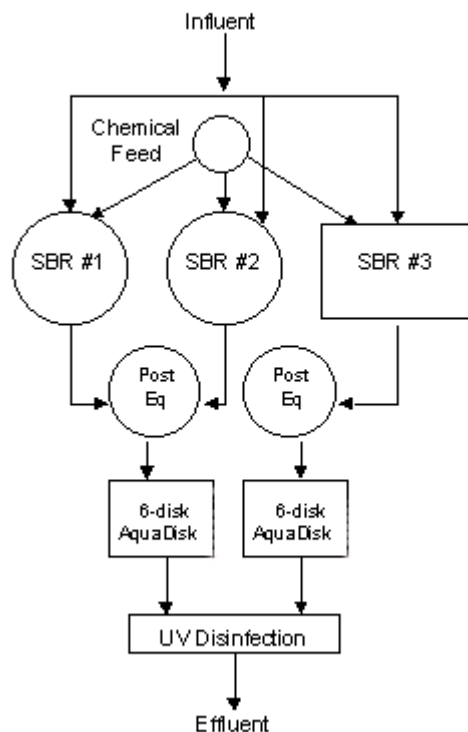 Influent
Chemical
Feed
SBR #1
SBR #2
SBR #3
Post
Eq
Post
Eq
6-disk
AquaDisk
6-disk
AquaDisk
UV Disinfection
Effluent